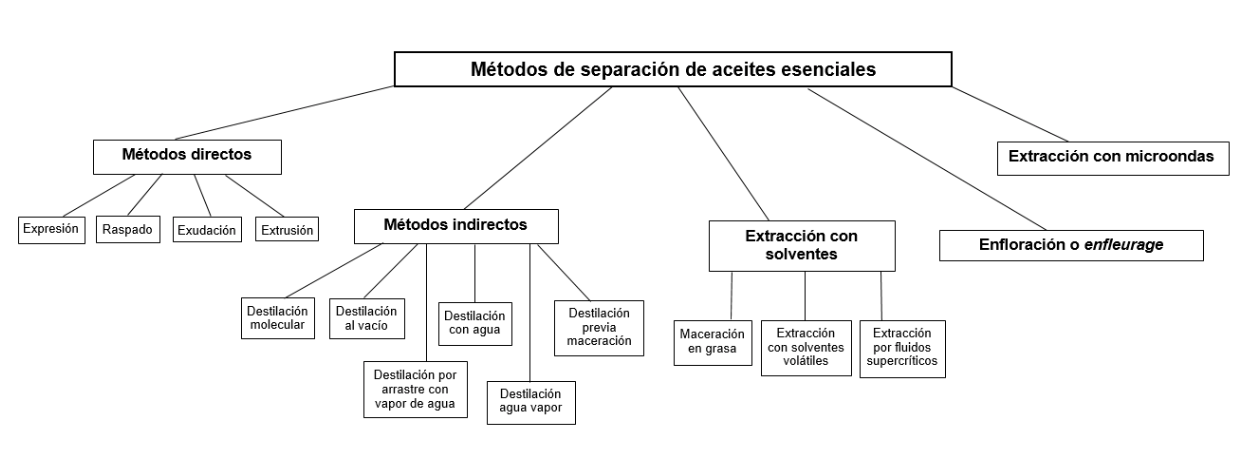 Métodos de separación de aceites esenciales
Métodos directos
Expresión
Raspado
Exudación
Extrusión
Métodos indirectos
Destilación
molecular
Destilación
al vacío
Destilación por
arrastre con
vapor de agua
Destilación
con agua
Destilación
agua vapor
Destilación
previa
maceración
Extracción con
solventes
Maceración
en grasa
Extracción
con solventes
volátiles
Extracción
por fluidos
supercríticos
Enfloración o enfleurage
Extracción con microondas